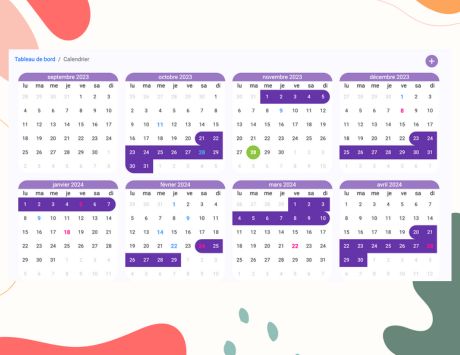 Tableau de bord / Calendrier
septembre 2023
lu ma me je ve sa di
28 29 30 31 1 2 3
4 5 6 7 8 9 10
11 12 13 14 15 16 17
18 19 20 21 22 23 24
25 26 27 28 29 30 1
2 3 4 5 6 7 8
octobre 2023
lu ma me je ve sa di
25 26 27 28 29 30 1
2 3 4 5 6 7 8
9 10 11 12 13 14 15
16 17 18 19 20 21 22
23 24 25 26 27 28 29
30 31 1 2 3 4 5
novembre 2023
lu ma me je ve sa di
30 31 1 2 3 4 5
6 7 8 9 10 11 12
13 14 15 16 17 18 19
20 21 22 23 24 25 26
27 28 29 30 1 2 3
4 5 6 7 8 9 10
décembre 2023
lu ma me je ve sa di
27 28 29 30 1 2 3
4 5 6 7 8 9 10
11 12 13 14 15 16 17
18 19 20 21 22 23 24
25 26 27 28 29 30 31
1 2 3 4 5 6 7
janvier 2024
lu ma me je ve sa di
1 2 3 4 5 6 7
8 9 10 11 12 13 14
15 16 17 18 19 20 21
22 23 24 25 26 27 28
29 30 31 1 2 3 4
5 6 7 8 9 10 11
février 2024
lu ma me je ve sa di
29 30 31 1 2 3 4
5 6 7 8 9 10 11
12 13 14 15 16 17 18
19 20 21 22 23 24 25
26 27 28 29 1 2 3
4 5 6 7 8 9 10
mars 2024
lu ma me je ve sa di
26 27 28 29 1 2 3
4 5 6 7 8 9 10
11 12 13 14 15 16 17
18 19 20 21 22 23 24
25 26 27 28 29 30 31
1 2 3 4 5 6 7
avril 2024
lu ma me je ve sa di
1 2 3 4 5 6 7
8 9 10 11 12 13 14
15 16 17 18 19 20 21
22 23 24 25 26 27 28
29 30 1 2 3 4 5
6 7 8 9 10 11 12